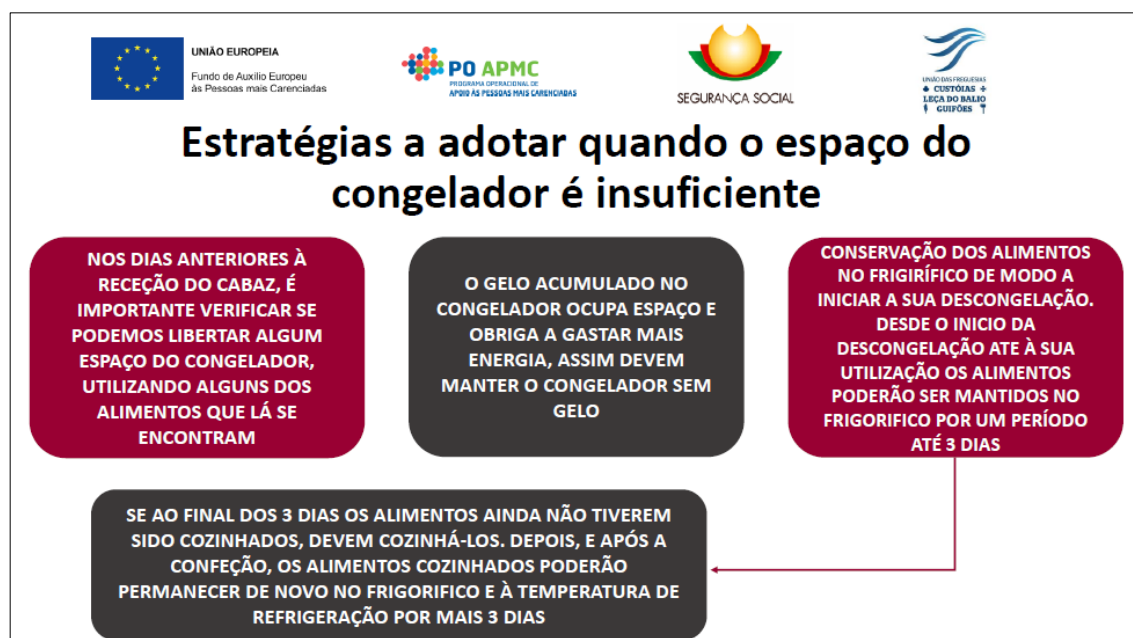 UNIÃO EUROPEIA
Fundo de Auxílio Europeu
às Pessoas mais Carenciadas
PO APMC
PROGRAMA OPERACIONAL DE
APOIO ÀS PESSOAS MAIS CARENCIADAS
SEGURANÇA SOCIAL
UNIÃO DAS FREGUESIAS
CUSTÓIAS
LEÇA DO BALIO
GUIFÕES
Estratégias a adotar quando o espaço do
congelador é insuficiente
NOS DIAS ANTERIORES À
RECEÇÃO DO CABAZ, É
IMPORTANTE VERIFICAR SE
PODEMOS LIBERTAR ALGUM
ESPAÇO DO CONGELADOR,
UTILIZANDO ALGUNS DOS
ALIMENTOS QUE LÁ SE
ENCONTRAM
O GELO ACUMULADO NO
CONGELADOR OCUPA ESPAÇO E
OBRIGA A GASTAR MAIS
ENERGIA, ASSIM DEVEM
MANTER O CONGELADOR SEM
GELO
CONSERVAÇÃO DOS ALIMENTOS
NO FRIGIRÍFICO DE MODO A
INICIAR A SUA DESCONGELAÇÃO.
DESDE O INICIO DA
DESCONGELAÇÃO ATE À SUA
UTILIZAÇÃO OS ALIMENTOS
PODERÃO SER MANTIDOS NO
FRIGORIFICO POR UM PERÍODO
ATÉ 3 DIAS
SE AO FINAL DOS 3 DIAS OS ALIMENTOS AINDA NÃO TIVEREM
SIDO COZINHADOS, DEVEM COZINHÁ-LOS. DEPOIS, E APÓS A
CONFEÇÃO, OS ALIMENTOS COZINHADOS PODERÃO
PERMANECER DE NOVO NO FRIGORIFICO E À TEMPERATURA DE
REFRIGERAÇÃO POR MAIS 3 DIAS